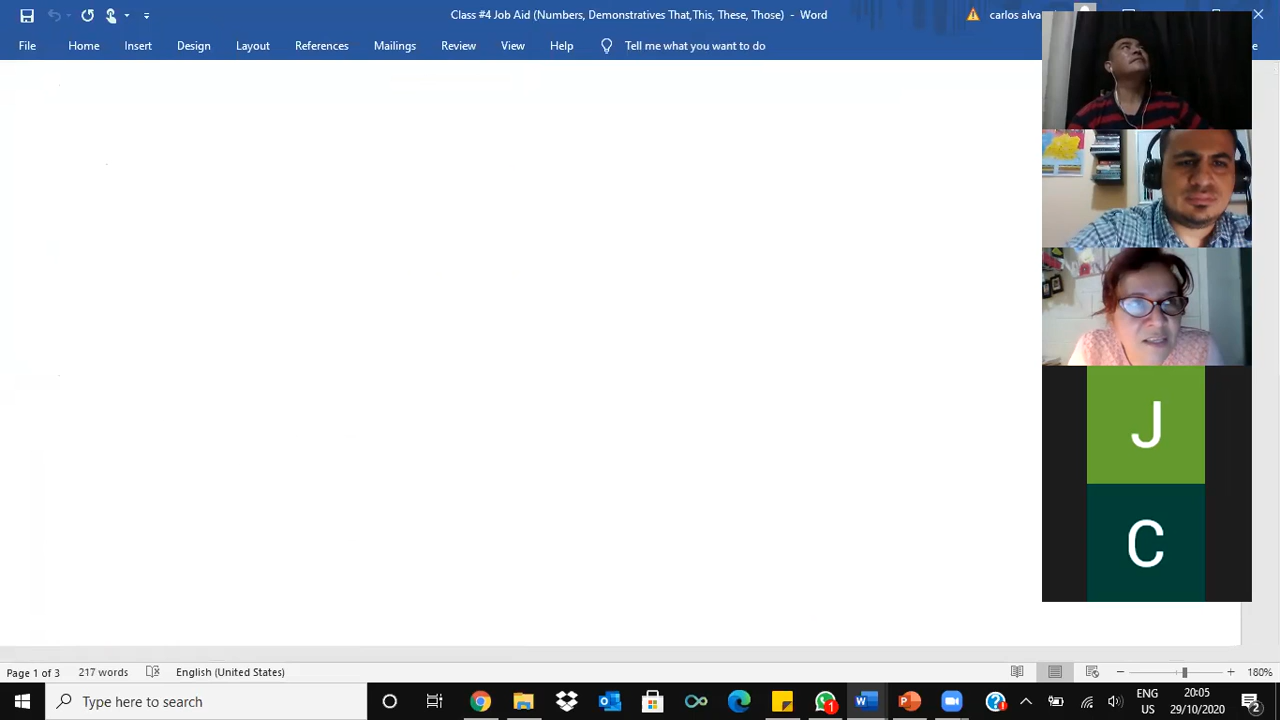 Class #4 Job Aid (Numbers, Demonstratives That,This, These, Those) - Word
carlos alva
File Home Insert Design Layout References Mailings Review View Help Tell me what you want to do
J
C
Page 1 of 3 217 words English (United States) 180%
Type here to search
1
ENG
US
20:05
29/10/2020
2